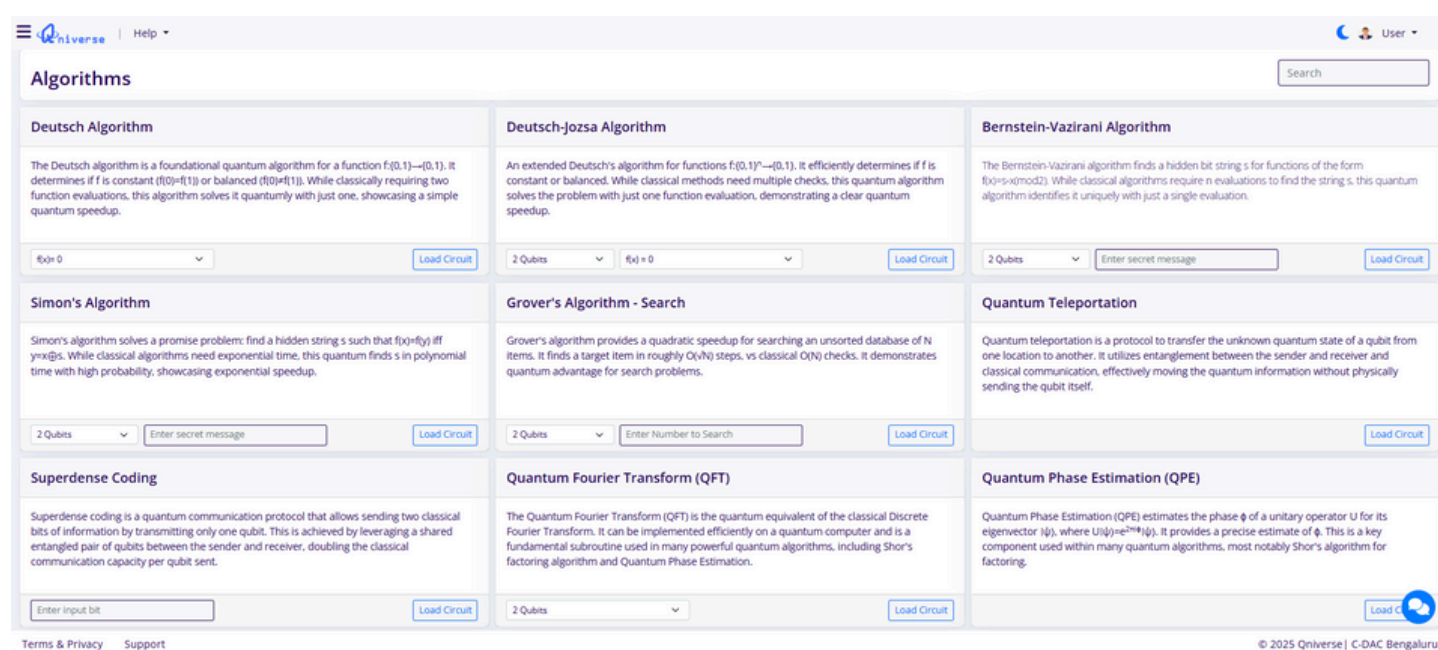 Qniverse | Help
User
Algorithms
Search
Deutsch Algorithm
The Deutsch algorithm is a foundational quantum algorithm for a function f:{0,1}→{0,1}. It
determines if f is constant (f(0)=f(1)) or balanced (f(0)≠f(1)). While classically requiring two
function evaluations, this algorithm solves it quantumly with just one, showcasing a simple
quantum speedup.
f(x)= 0
Load Circuit
Deutsch-Jozsa Algorithm
An extended Deutsch's algorithm for functions f:{0,1}ⁿ→{0,1}. It efficiently determines if f is
constant or balanced. While classical methods need multiple checks, this quantum algorithm
solves the problem with just one function evaluation, demonstrating a clear quantum
speedup.
2 Qubits
f(x) = 0
Load Circuit
Bernstein-Vazirani Algorithm
The Bernstein-Vazirani algorithm finds a hidden bit string s for functions of the form
f(x)=s·x(mod2). While classical algorithms require n evaluations to find the string s, this quantum
algorithm identifies it uniquely with just a single evaluation.
2 Qubits
Enter secret message
Load Circuit
Simon's Algorithm
Simon's algorithm solves a promise problem: find a hidden string s such that f(x)=f(y) iff
y=x⊕s. While classical algorithms need exponential time, this quantum finds s in polynomial
time with high probability, showcasing exponential speedup.
2 Qubits
Enter secret message
Load Circuit
Grover's Algorithm - Search
Grover's algorithm provides a quadratic speedup for searching an unsorted database of N
items. It finds a target item in roughly O(√N) steps, vs classical O(N) checks. It demonstrates
quantum advantage for search problems.
2 Qubits
Enter Number to Search
Load Circuit
Quantum Teleportation
Quantum teleportation is a protocol to transfer the unknown quantum state of a qubit from
one location to another. It utilizes entanglement between the sender and receiver and
classical communication, effectively moving the quantum information without physically
sending the qubit itself.
Load Circuit
Superdense Coding
Superdense coding is a quantum communication protocol that allows sending two classical
bits of information by transmitting only one qubit. This is achieved by leveraging a shared
entangled pair of qubits between the sender and receiver, doubling the classical
communication capacity per qubit sent.
Enter input bit
Load Circuit
Quantum Fourier Transform (QFT)
The Quantum Fourier Transform (QFT) is the quantum equivalent of the classical Discrete
Fourier Transform. It can be implemented efficiently on a quantum computer and is a
fundamental subroutine used in many powerful quantum algorithms, including Shor's
factoring algorithm and Quantum Phase Estimation.
2 Qubits
Load Circuit
Quantum Phase Estimation (QPE)
Quantum Phase Estimation (QPE) estimates the phase ϕ of a unitary operator U for its
eigenvector |ψ⟩, where U|ψ⟩=e²ᵖⁱᶲ|ψ⟩. It provides a precise estimate of ϕ. This is a key
component used within many quantum algorithms, most notably Shor's algorithm for
factoring.
Load C
Terms & Privacy Support
© 2025 Qniverse| C-DAC Bengaluru